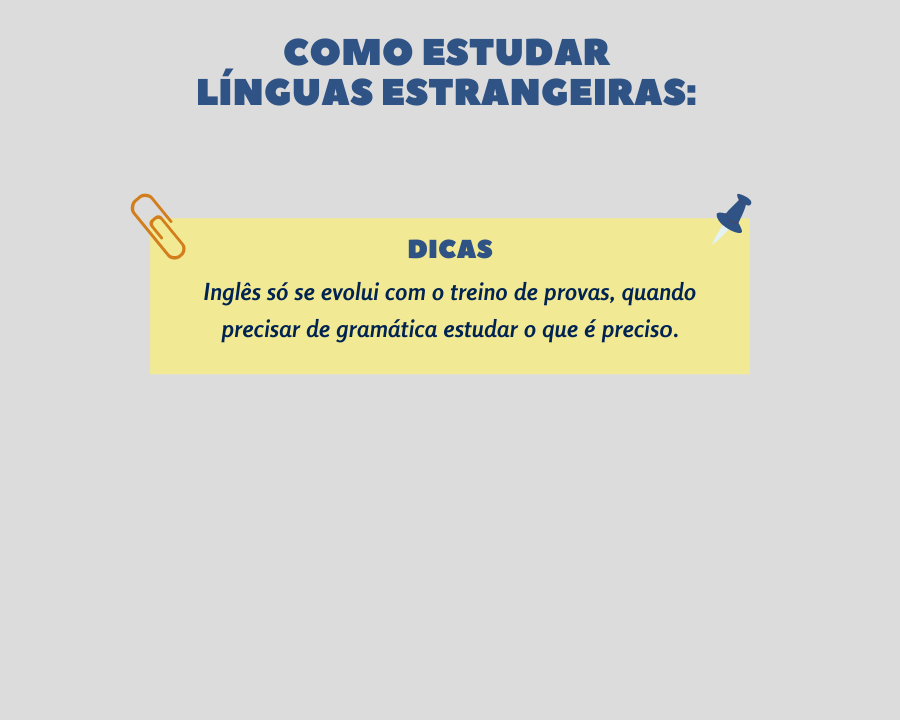 COMO ESTUDAR
LÍNGUAS ESTRANGEIRAS:
DICAS
Inglês só se evolui com o treino de provas, quando
precisar de gramática estudar o que é preciso.